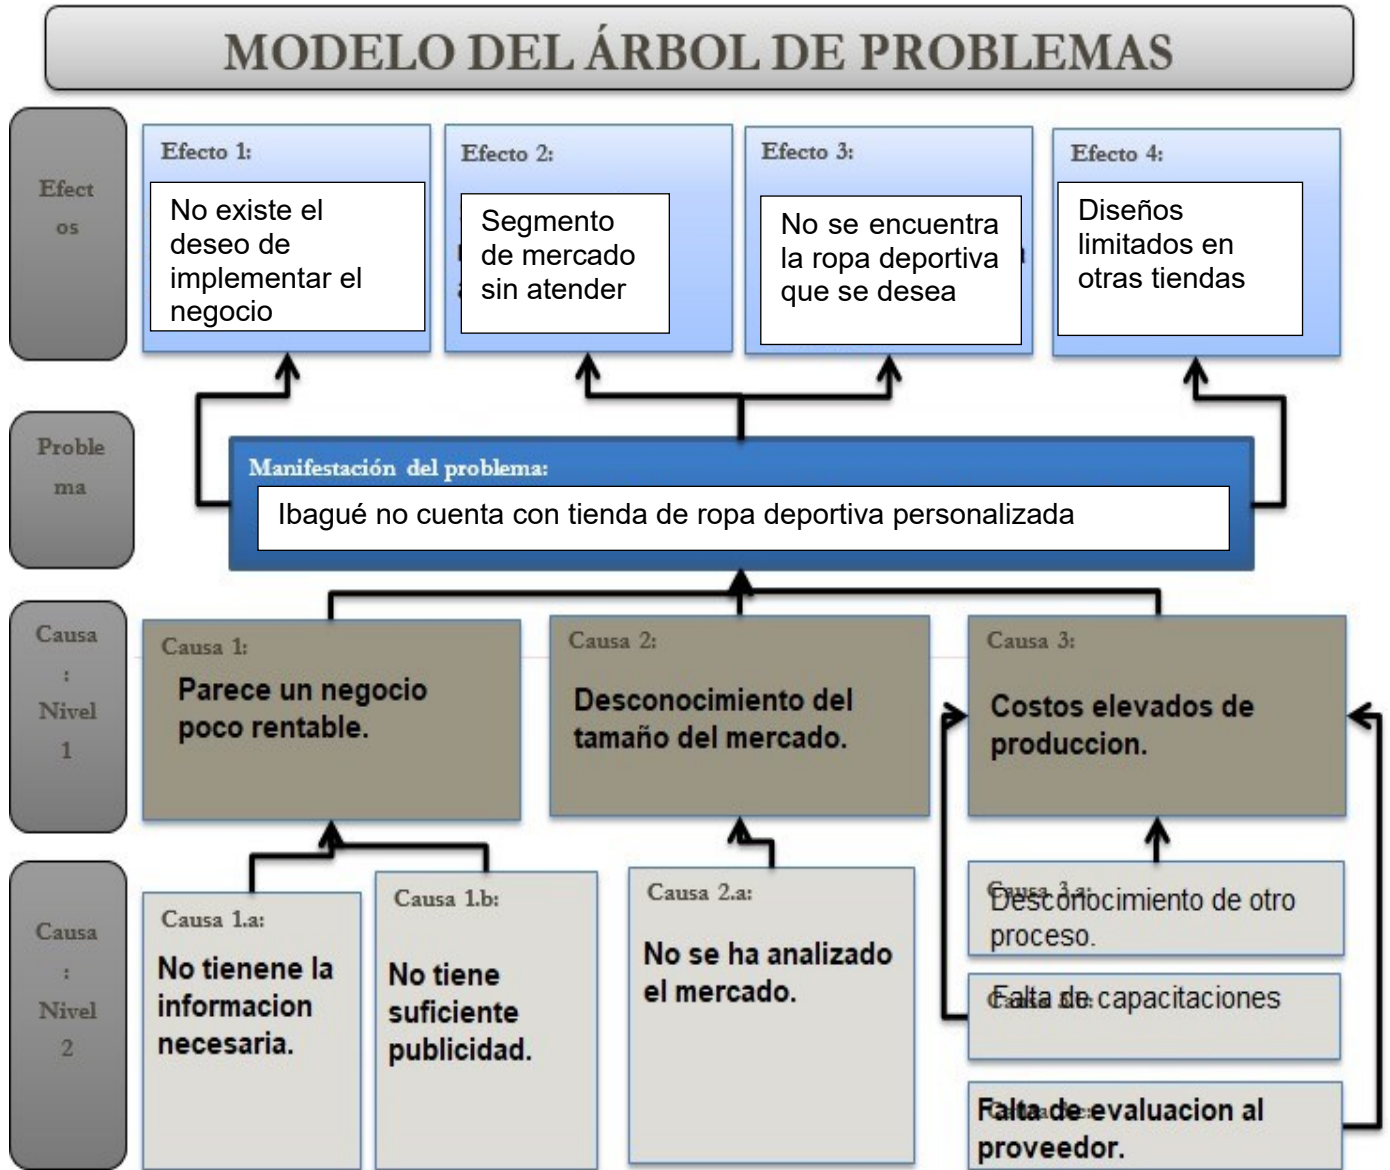 MODELO DEL ÁRBOL DE PROBLEMAS
Efect
os
Efecto 1:
No existe el
deseo de
implementar el
negocio
Efecto 2:
Segmento
de mercado
sin atender
Efecto 3:
No se encuentra
la ropa deportiva
que se desea
Efecto 4:
Diseños
limitados en
otras tiendas
Proble
ma
Manifestación del problema:
Ibagué no cuenta con tienda de ropa deportiva personalizada
Causa
:
Nivel
1
Causa 1:
Parece un negocio
poco rentable.
Causa 2:
Desconocimiento del
tamaño del mercado.
Causa 3:
Costos elevados de
produccion.
Causa
:
Nivel
2
Causa 1.a:
No tienene la
informacion
necesaria.
Causa 1.b:
No tiene
suficiente
publicidad.
Causa 2.a:
No se ha analizado
el mercado.
Causa 3.a:
Desconocimiento de otro
proceso.
Falta de capacitaciones
Falta de evaluacion al
proveedor.